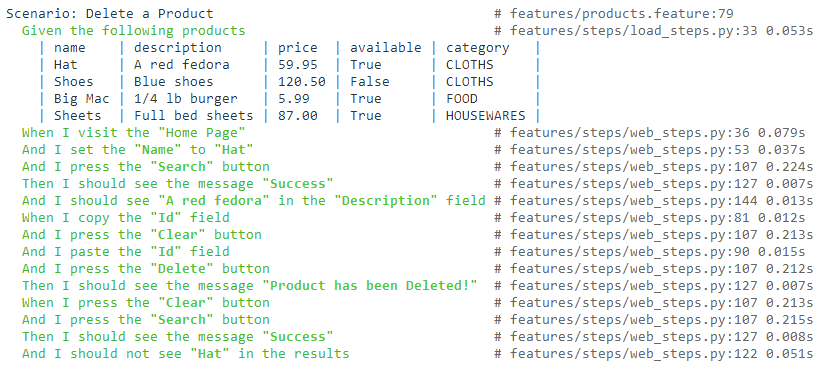 Scenario: Delete a Product # features/products.feature:79
Given the following products # features/steps/load_steps.py:33 0.053s
| name | description | price | available | category |
| Hat | A red fedora | 59.95 | True | CLOTHS |
| Shoes | Blue shoes | 120.50 | False | CLOTHS |
| Big Mac | 1/4 lb burger | 5.99 | True | FOOD |
| Sheets | Full bed sheets | 87.00 | True | HOUSEWARES |
When I visit the "Home Page" # features/steps/web_steps.py:36 0.079s
And I set the "Name" to "Hat" # features/steps/web_steps.py:53 0.037s
And I press the "Search" button # features/steps/web_steps.py:107 0.224s
Then I should see the message "Success" # features/steps/web_steps.py:127 0.007s
And I should see "A red fedora" in the "Description" field # features/steps/web_steps.py:144 0.013s
When I copy the "Id" field # features/steps/web_steps.py:81 0.012s
And I press the "Clear" button # features/steps/web_steps.py:107 0.213s
And I paste the "Id" field # features/steps/web_steps.py:90 0.015s
And I press the "Delete" button # features/steps/web_steps.py:107 0.212s
Then I should see the message "Product has been Deleted!" # features/steps/web_steps.py:127 0.007s
When I press the "Clear" button # features/steps/web_steps.py:107 0.213s
And I press the "Search" button # features/steps/web_steps.py:107 0.215s
Then I should see the message "Success" # features/steps/web_steps.py:127 0.008s
And I should not see "Hat" in the results # features/steps/web_steps.py:122 0.051s